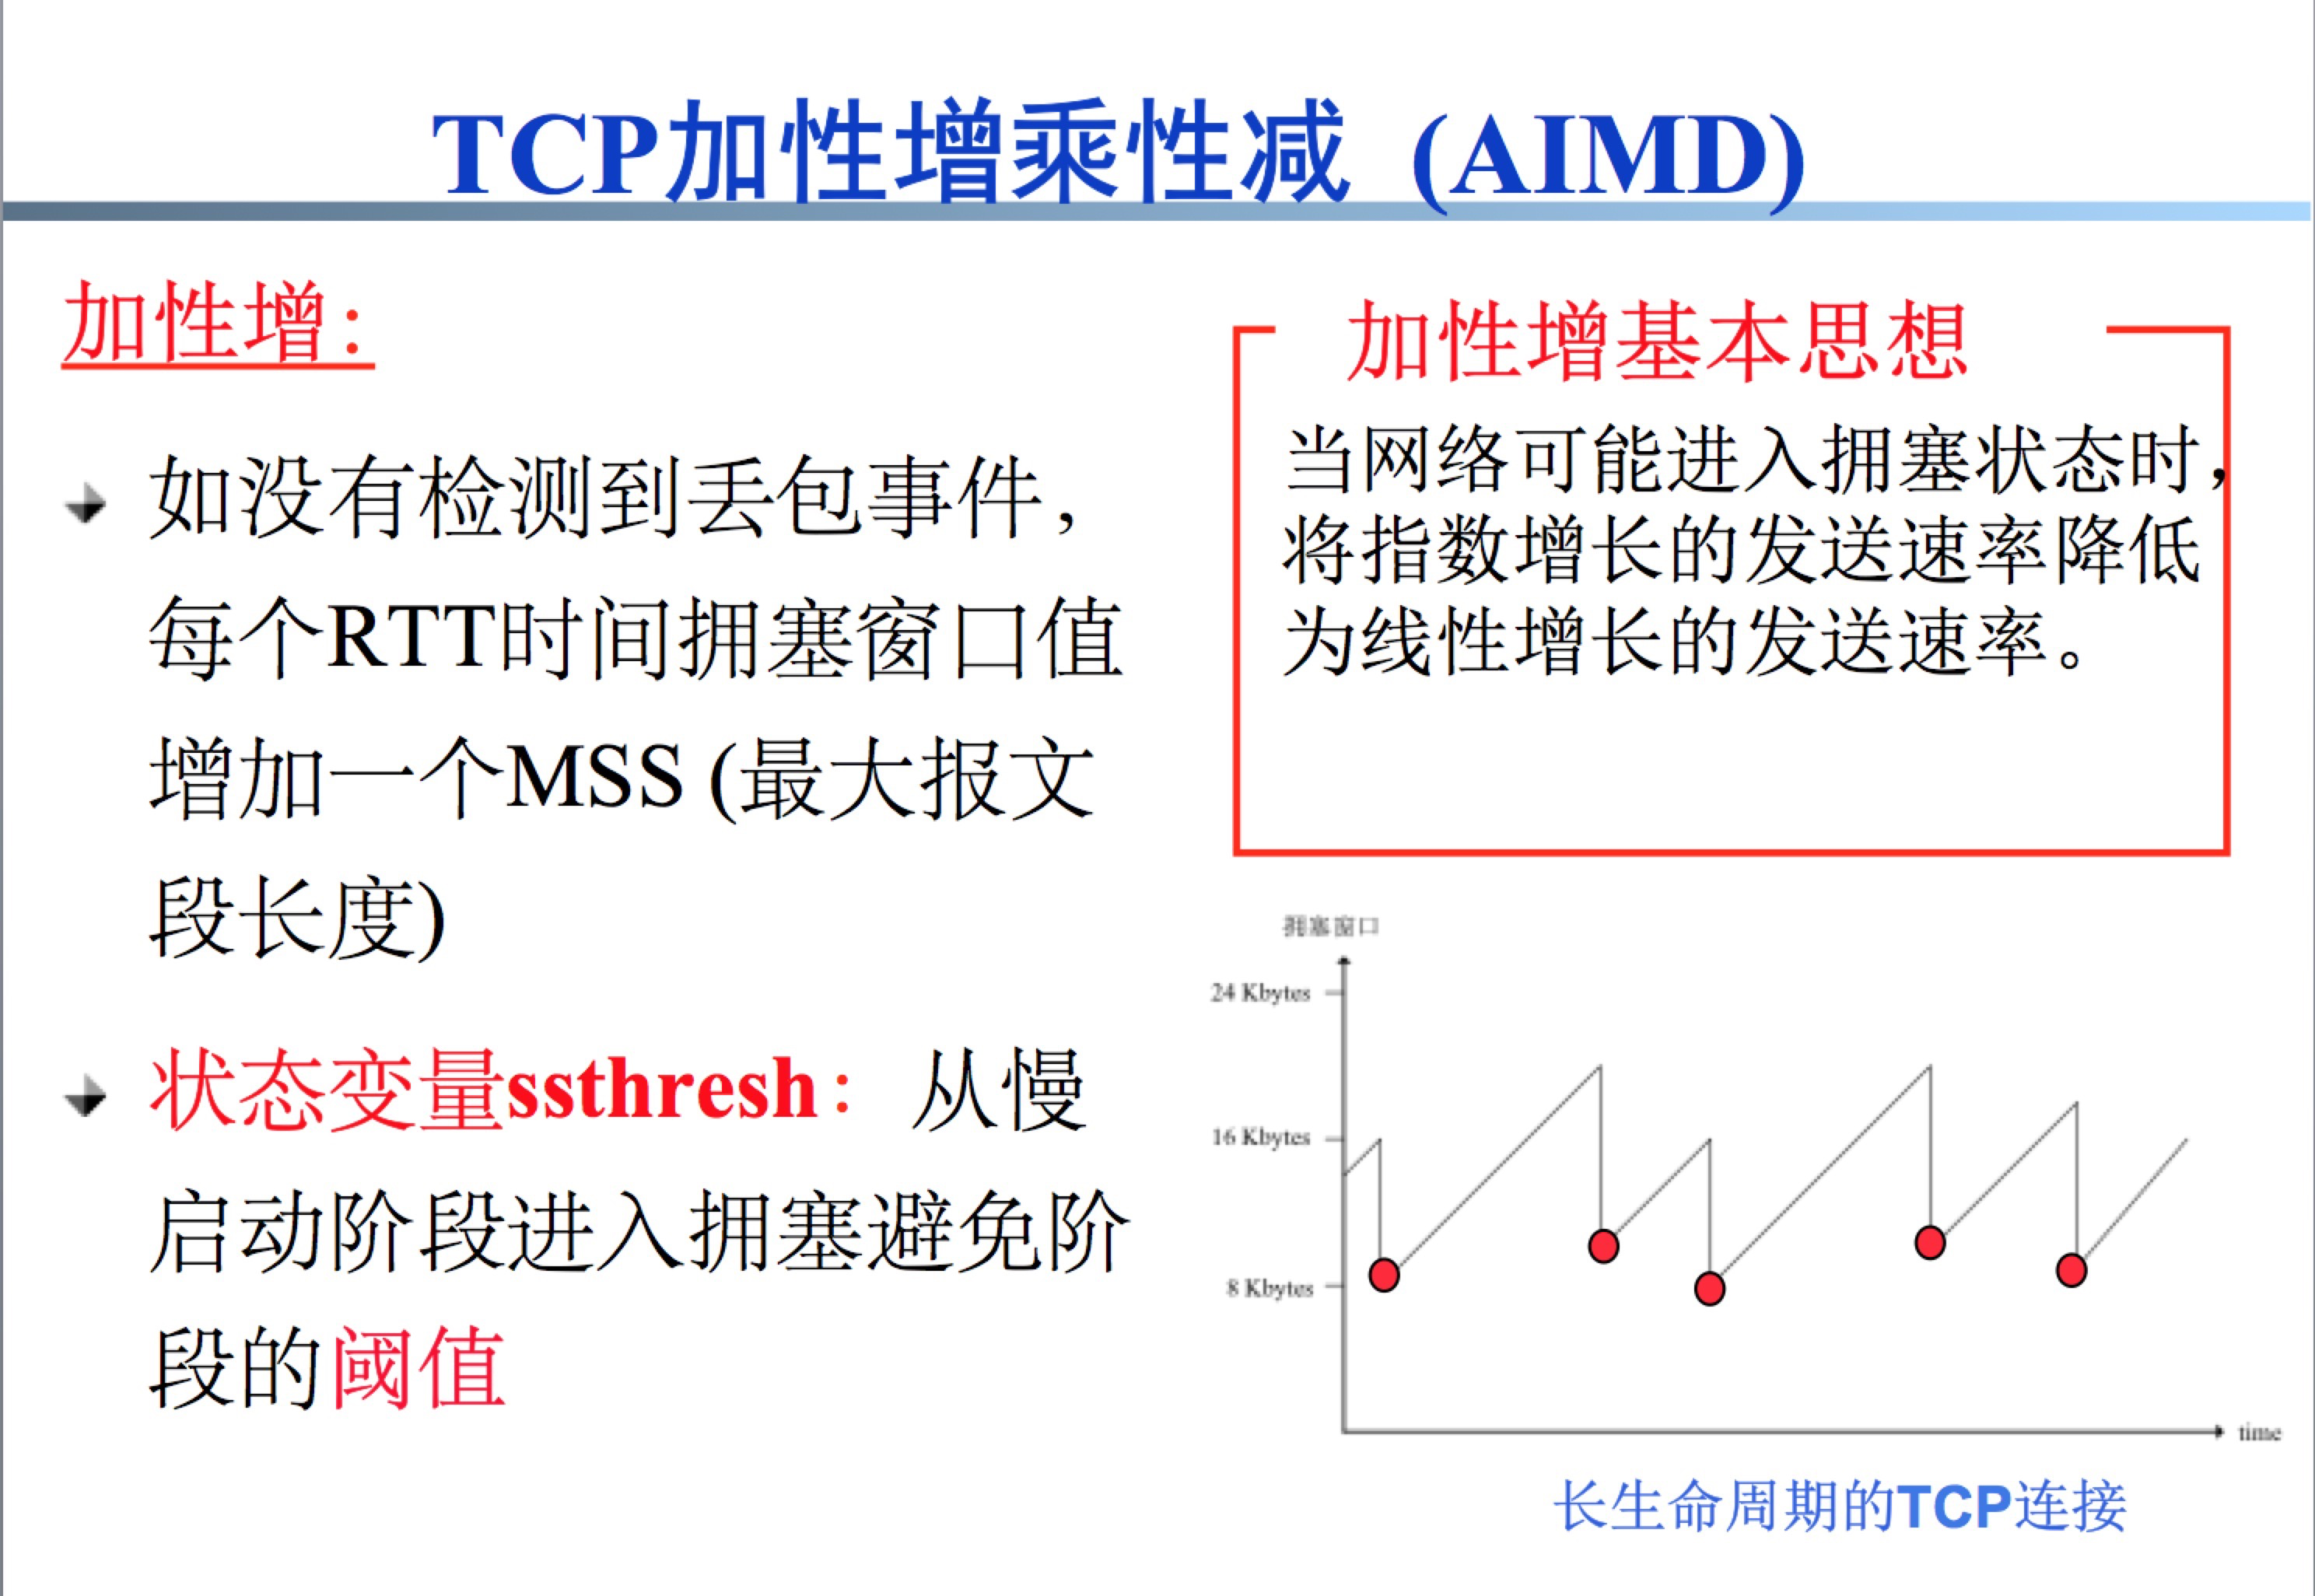 TCP加性增乘性减 (AIMD)
加性增：
如没有检测到丢包事件，
每个RTT时间拥塞窗口值
增加一个MSS (最大报文
段长度)
状态变量ssthresh： 从慢
启动阶段进入拥塞避免阶
段的阈值
加性增基本思想
当网络可能进入拥塞状态时，
将指数增长的发送速率降低
为线性增长的发送速率。
拥塞窗口
24 Kbytes
16 Kbytes
8 Kbytes
time
长生命周期的TCP连接